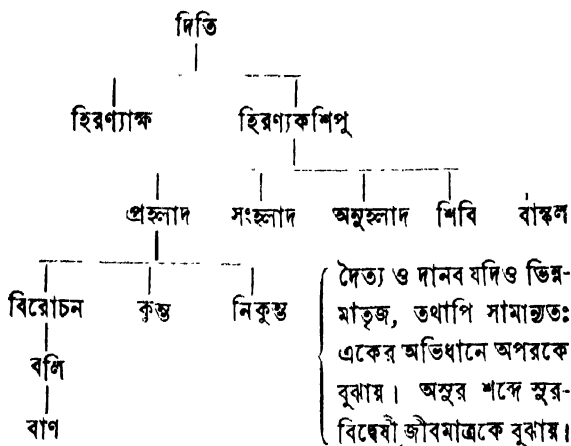 দিতি
হিরণ্যাক্ষ হিরণ্যকশিপু
প্রহ্লাদ সংহ্লাদ অনুহ্লাদ শিবি বাস্কল
বিরোচন কুম্ভ নিকুম্ভ
বলি
বাণ
দৈত্য ও দানব যদিও ভিন্ন-
মাতৃজ, তথাপি সামান্যতঃ
একের অভিধানে অপরকে
বুঝায়। অসুর শব্দে সুর-
বিদ্বেষী জীবমাত্রকে বুঝায়।